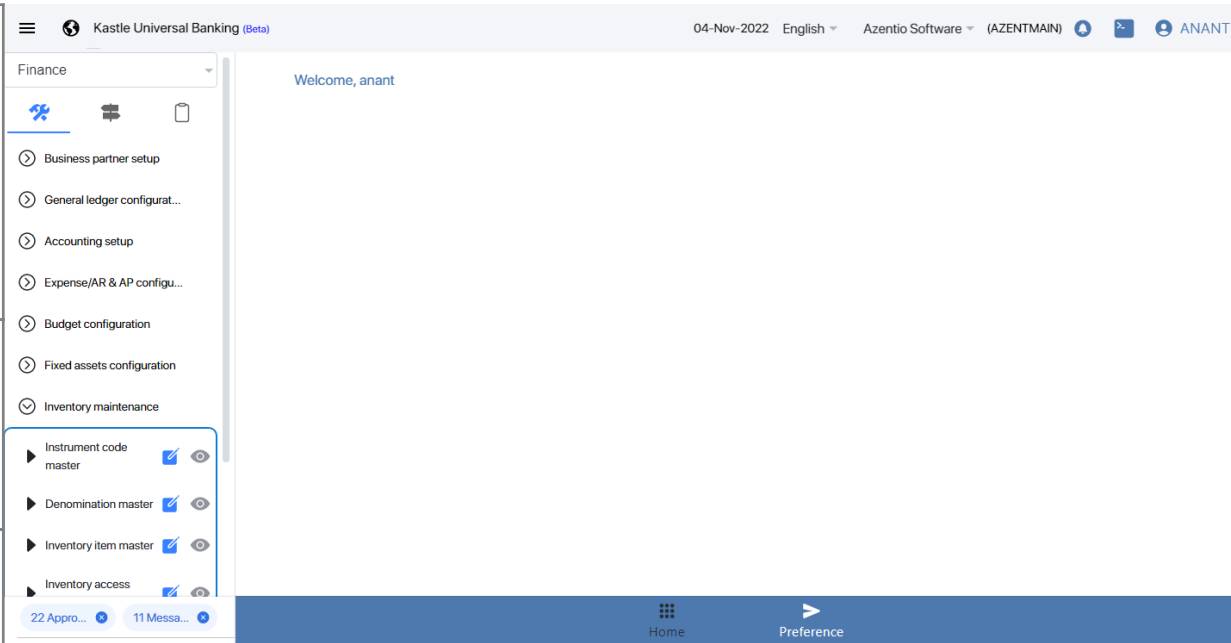 Kastle Universal Banking (Beta)
04-Nov-2022 English Azentio Software (AZENTMAIN) ANANT
Finance
Welcome, anant
Business partner setup
General ledger configurat...
Accounting setup
Expense/AR & AP configu...
Budget configuration
Fixed assets configuration
Inventory maintenance
Instrument code
master
Denomination master
Inventory item master
Inventory access
22 Appro... 11 Messa...
Home
Preference